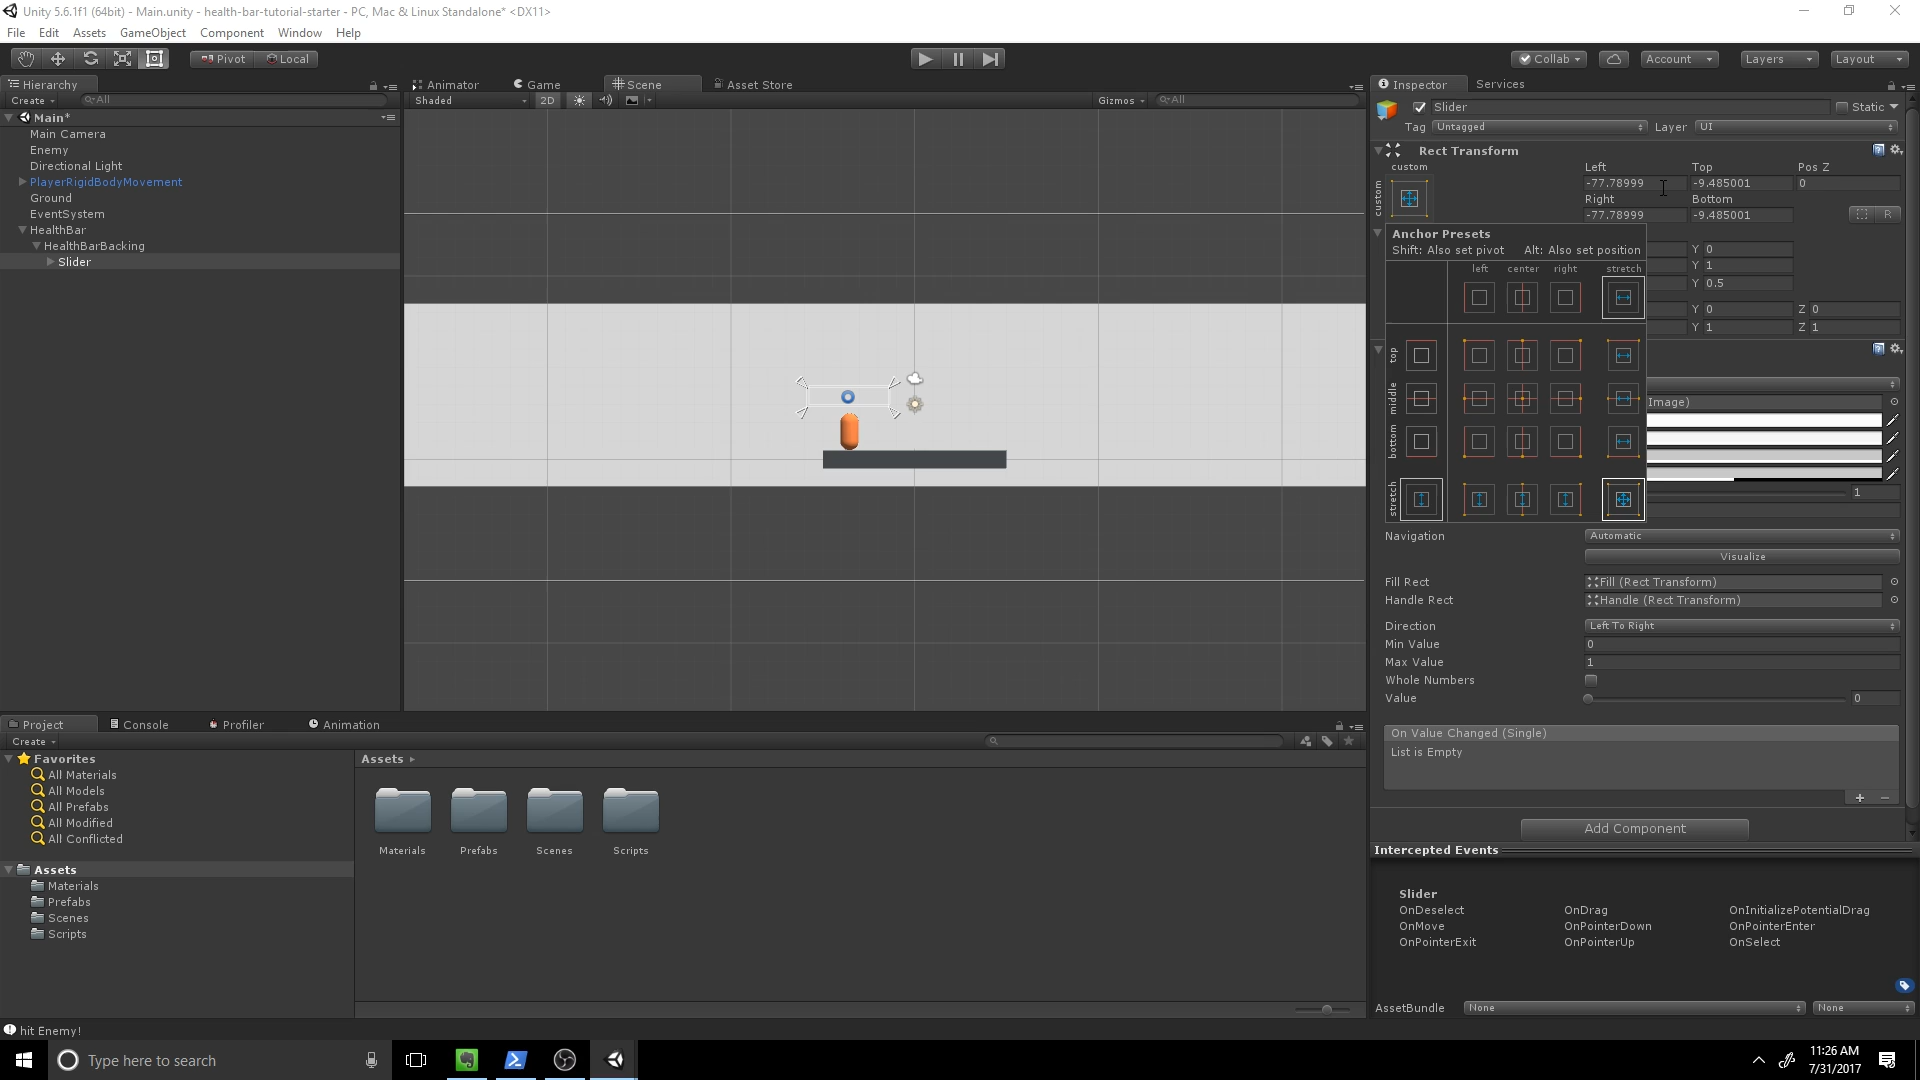 Unity 5.6.1f1 (64bit) - Main.unity - health-bar-tutorial-starter - PC, Mac & Linux Standalone* <DX11>
File Edit Assets GameObject Component Window Help
Pivot Local Collab Account Layers Layout
Hierarchy
Create All
Main*
Main Camera
Enemy
Directional Light
PlayerRigidBodyMovement
Ground
EventSystem
HealthBar
HealthBarBacking
Slider
Animator Game Scene Asset Store
Shaded 2D Gizmos All
Inspector Services
Slider Static
Tag Untagged Layer UI
Rect Transform
custom
custom
Left Top Pos Z
-77.78999 -9.485001 0
Right Bottom
-77.78999 -9.485001 R
Anchor Presets
Shift: Also set pivot Alt: Also set position
left center right stretch
top
middle
bottom
stretch
Y 0
Y 1
Y 0.5
Y 0 Z 0
Y 1 Z 1
Image)
1
Navigation Automatic
Visualize
Fill Rect Fill (Rect Transform)
Handle Rect Handle (Rect Transform)
Direction Left To Right
Min Value 0
Max Value 1
Whole Numbers
Value 0
On Value Changed (Single)
List is Empty
+ −
Add Component
Intercepted Events
Slider
OnDeselect OnDrag OnInitializePotentialDrag
OnMove OnPointerDown OnPointerEnter
OnPointerExit OnPointerUp OnSelect
AssetBundle None None
Project Console Profiler Animation
Create
Favorites
All Materials
All Models
All Prefabs
All Modified
All Conflicted
Assets
Materials
Prefabs
Scenes
Scripts
Assets
Materials Prefabs Scenes Scripts
hit Enemy!
Type here to search
11:26 AM
7/31/2017